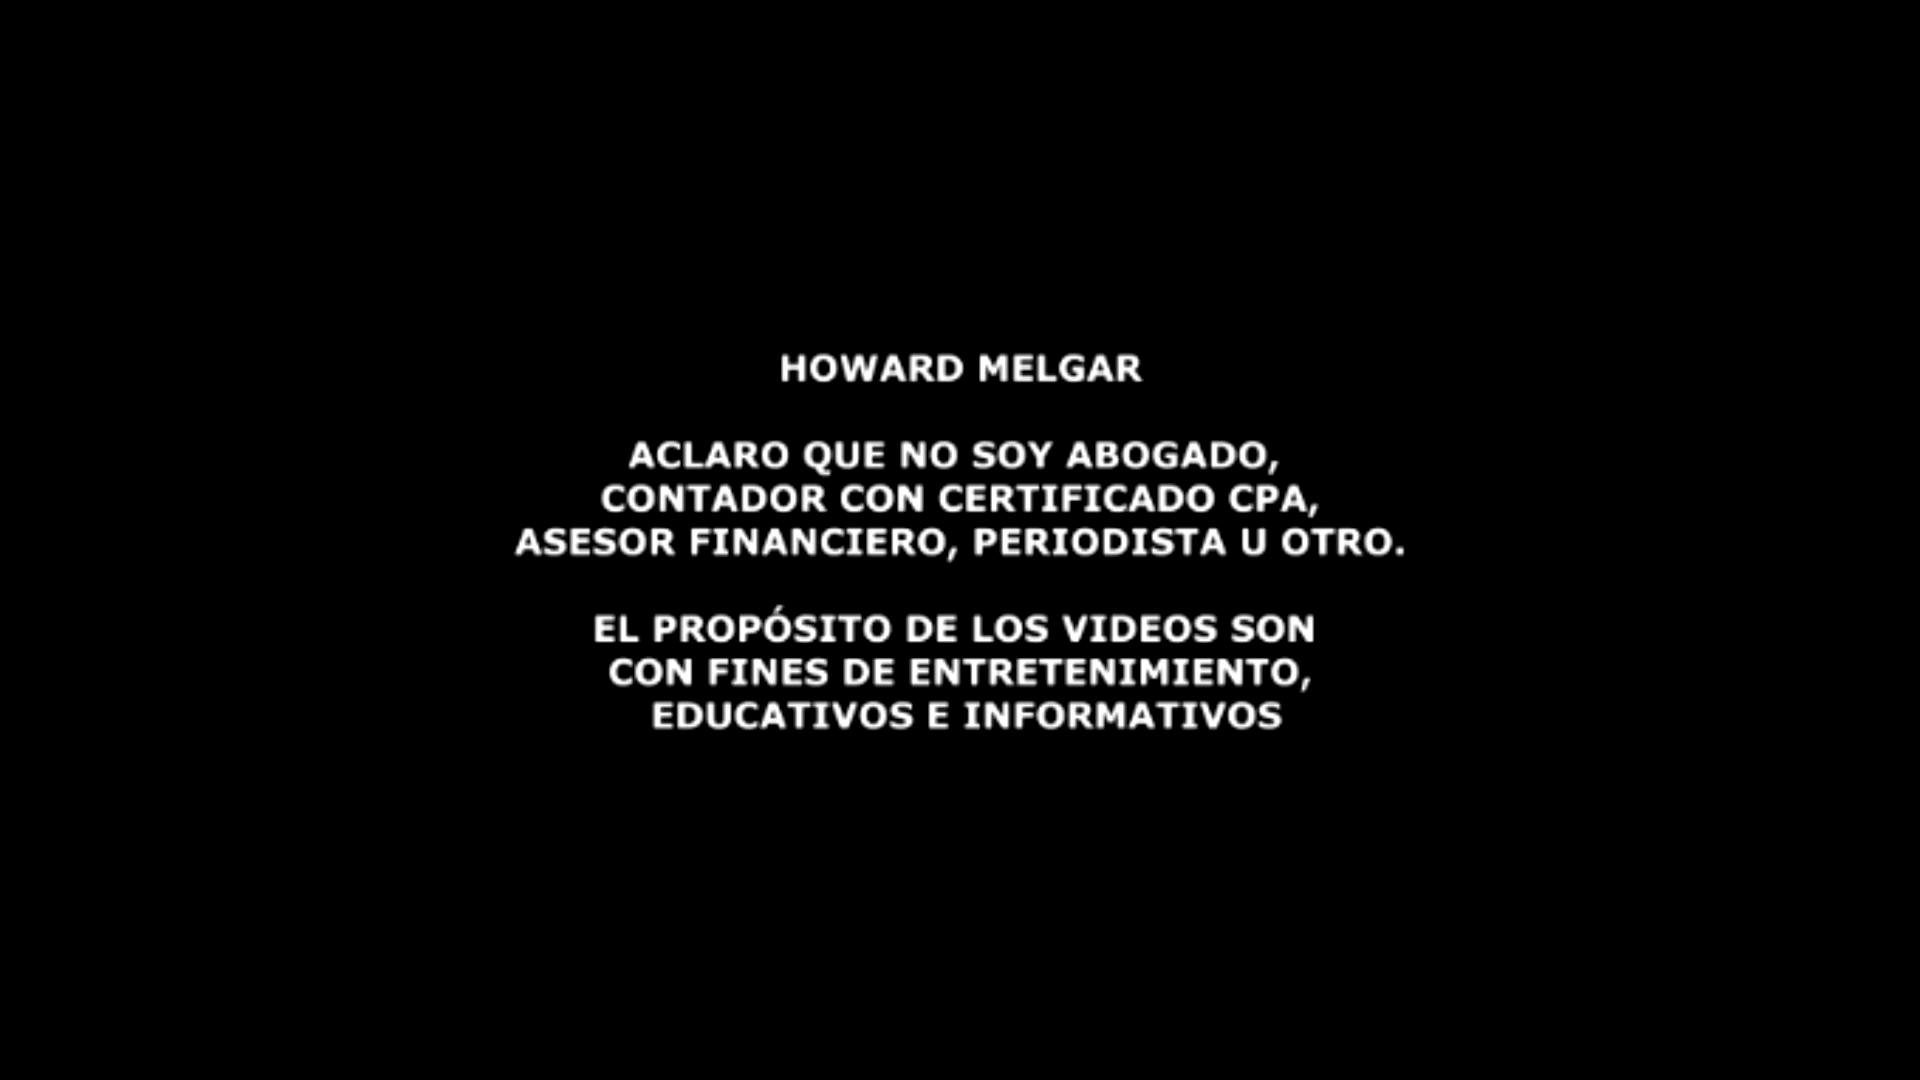 HOWARD MELGAR
ACLARO QUE NO SOY ABOGADO,
CONTADOR CON CERTIFICADO CPA,
ASESOR FINANCIERO, PERIODISTA U OTRO.
EL PROPÓSITO DE LOS VIDEOS SON
CON FINES DE ENTRETENIMIENTO,
EDUCATIVOS E INFORMATIVOS